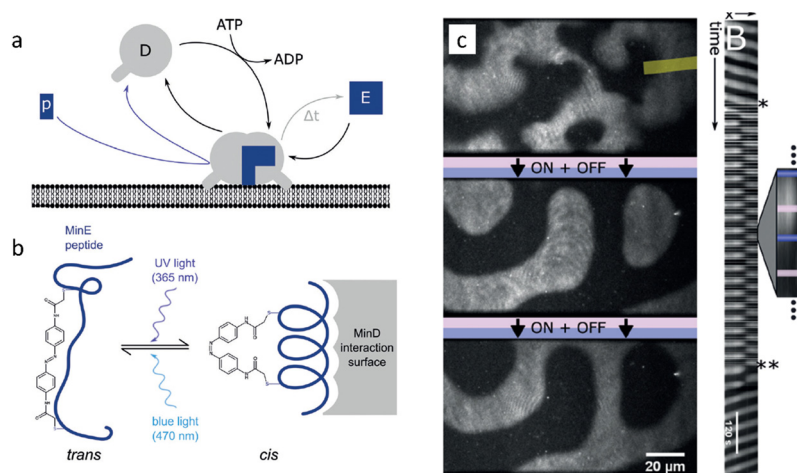 a
D
ATP
ADP
p
Δt
E
b
MinE
peptide
UV light
(365 nm)
blue light
(470 nm)
MinD
interaction
surface
trans
cis
c
ON + OFF
ON + OFF
20 μm
x
B
time
*
**
120 s